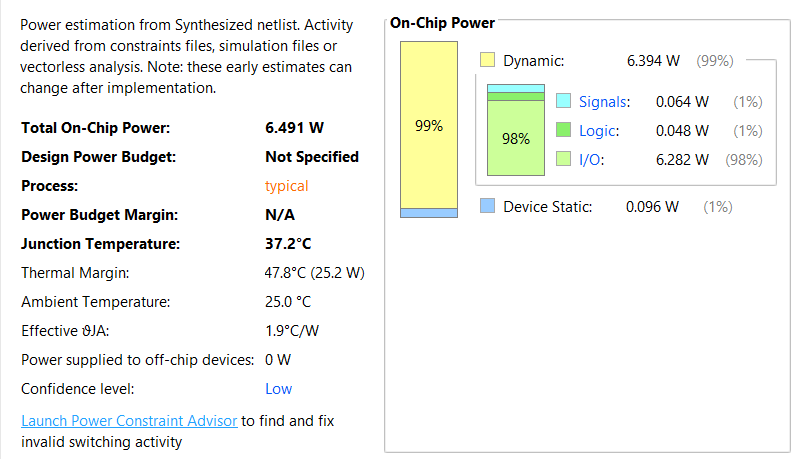 Power estimation from Synthesized netlist. Activity
derived from constraints files, simulation files or
vectorless analysis. Note: these early estimates can
change after implementation.
Total On-Chip Power: 6.491 W
Design Power Budget: Not Specified
Process: typical
Power Budget Margin: N/A
Junction Temperature: 37.2°C
Thermal Margin: 47.8°C (25.2 W)
Ambient Temperature: 25.0 °C
Effective ϑJA: 1.9°C/W
Power supplied to off-chip devices: 0 W
Confidence level: Low
Launch Power Constraint Advisor to find and fix
invalid switching activity
On-Chip Power
99%
98%
Dynamic: 6.394 W (99%)
Signals: 0.064 W (1%)
Logic: 0.048 W (1%)
I/O: 6.282 W (98%)
Device Static: 0.096 W (1%)